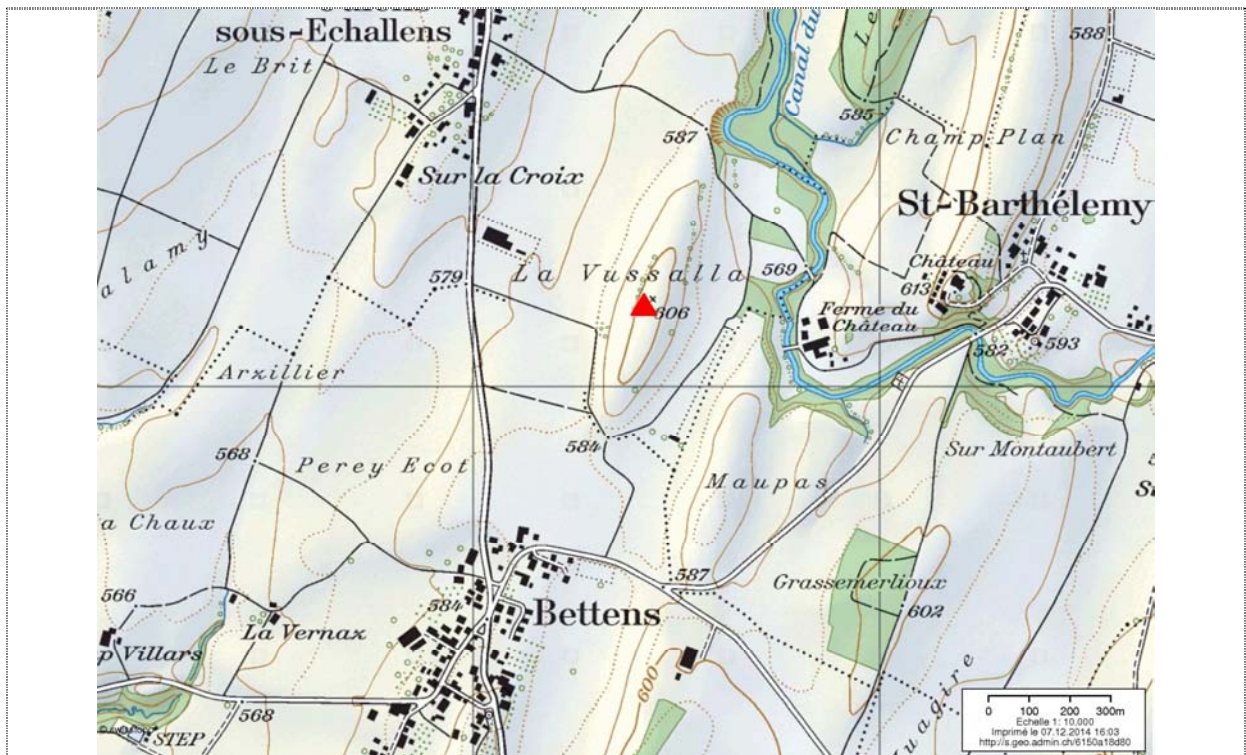 sous-Echallens
Canal du
588
Le Brit
585
587
Champ Plan
Sur la Croix
St-Barthélemy
Château
613
579
La Vussalla
569
606
Ferme du
Château
582
593
Arxillier
584
Sur Montaubert
568
Perey Ecot
Maupas
a Chaux
587
Grassemerlioux
566
584
602
Bettens
La Vernax
p Villars
600
568
STEP
0 100 200 300m
Echelle 1: 10,000
Imprimé le 07.12.2014 16:03
http://s.geo.admin.ch/6150a18d80